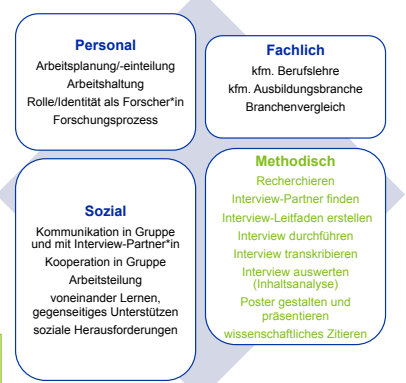 Personal
Arbeitsplanung/-einteilung
Arbeitshaltung
Rolle/Identität als Forscher*in
Forschungsprozess
Fachlich
kfm. Berufslehre
kfm. Ausbildungsbranche
Branchenvergleich
Sozial
Kommunikation in Gruppe
und mit Interview-Partner*in
Kooperation in Gruppe
Arbeitsteilung
voneinander Lernen,
gegenseitiges Unterstützen
soziale Herausforderungen
Methodisch
Recherchieren
Interview-Partner finden
Interview-Leitfaden erstellen
Interview durchführen
Interview transkribieren
Interview auswerten
(Inhaltsanalyse)
Poster gestalten und
präsentieren
wissenschaftliches Zitieren